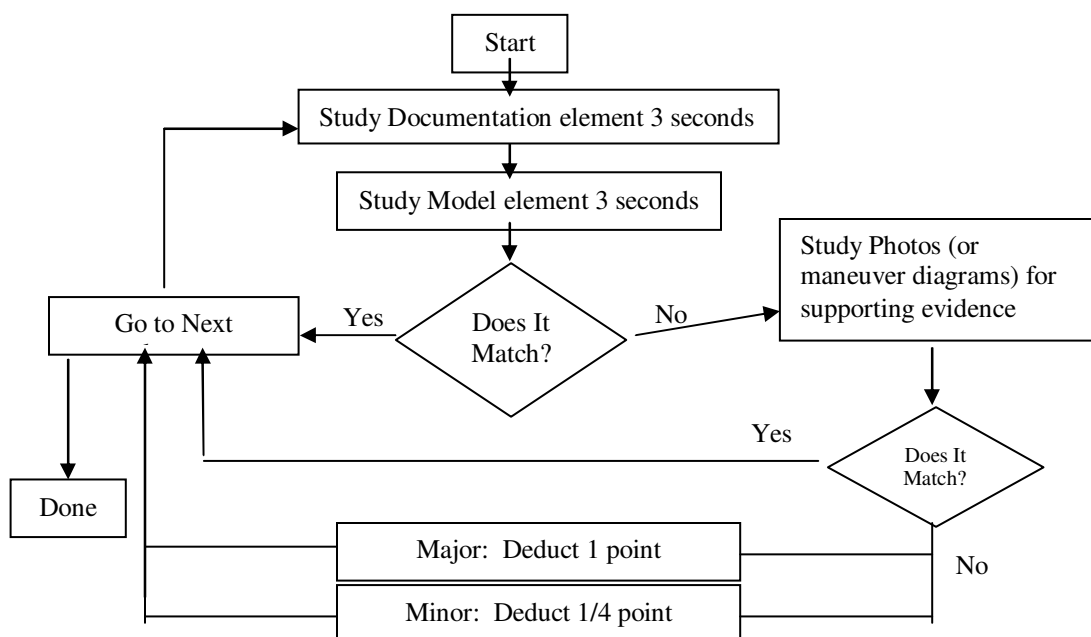 Start
Study Documentation element 3 seconds
Study Model element 3 seconds
Study Photos (or
maneuver diagrams) for
supporting evidence
Go to Next
Yes
Does It
Match?
No
Yes
Does It
Match?
Done
Major:  Deduct 1 point
No
Minor:  Deduct 1/4 point